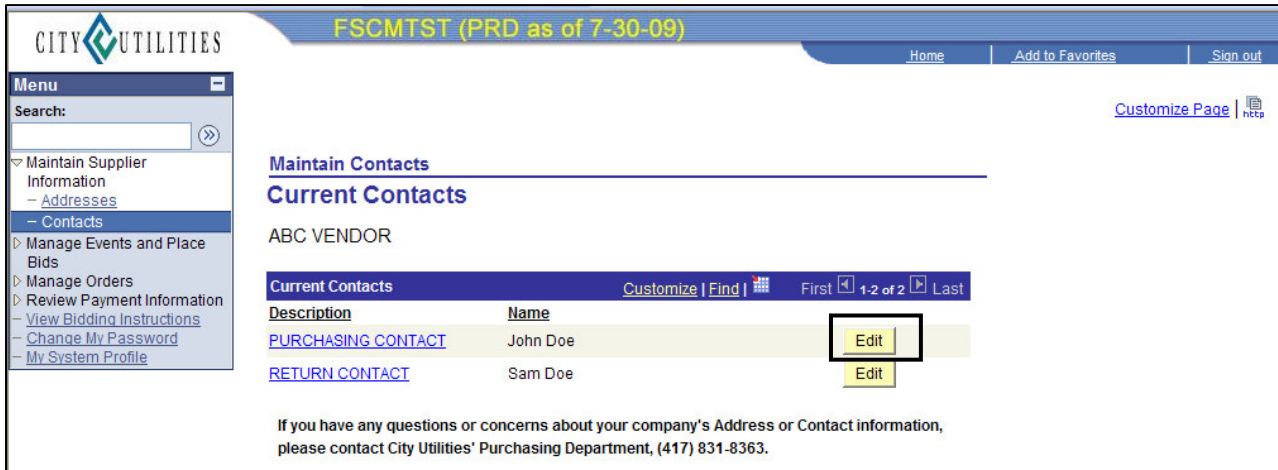 CITY UTILITIES
FSCMTST (PRD as of 7-30-09)
Home Add to Favorites Sign out
Menu
Search:
Customize Page | http
Maintain Supplier
Information
– Addresses
– Contacts
Manage Events and Place
Bids
Manage Orders
Review Payment Information
– View Bidding Instructions
– Change My Password
– My System Profile
Maintain Contacts
Current Contacts
ABC VENDOR
Current Contacts Customize | Find | First 1-2 of 2 Last
Description Name
PURCHASING CONTACT John Doe Edit
RETURN CONTACT Sam Doe Edit
If you have any questions or concerns about your company's Address or Contact information,
please contact City Utilities' Purchasing Department, (417) 831-8363.